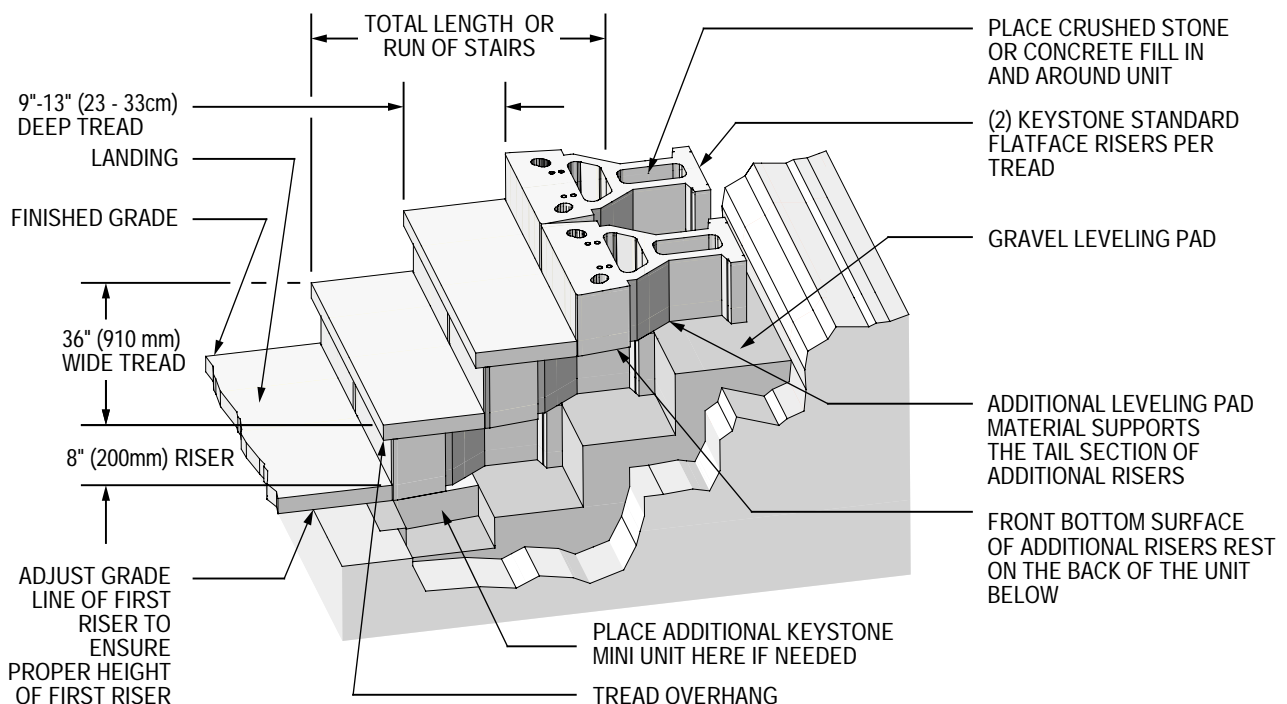 TOTAL LENGTH OR
RUN OF STAIRS
9"-13" (23 - 33cm)
DEEP TREAD
LANDING
FINISHED GRADE
36" (910 mm)
WIDE TREAD
8" (200mm) RISER
ADJUST GRADE
LINE OF FIRST
RISER TO
ENSURE
PROPER HEIGHT
OF FIRST RISER
PLACE CRUSHED STONE
OR CONCRETE FILL IN
AND AROUND UNIT
(2) KEYSTONE STANDARD
FLATFACE RISERS PER
TREAD
GRAVEL LEVELING PAD
ADDITIONAL LEVELING PAD
MATERIAL SUPPORTS
THE TAIL SECTION OF
ADDITIONAL RISERS
FRONT BOTTOM SURFACE
OF ADDITIONAL RISERS REST
ON THE BACK OF THE UNIT
BELOW
PLACE ADDITIONAL KEYSTONE
MINI UNIT HERE IF NEEDED
TREAD OVERHANG